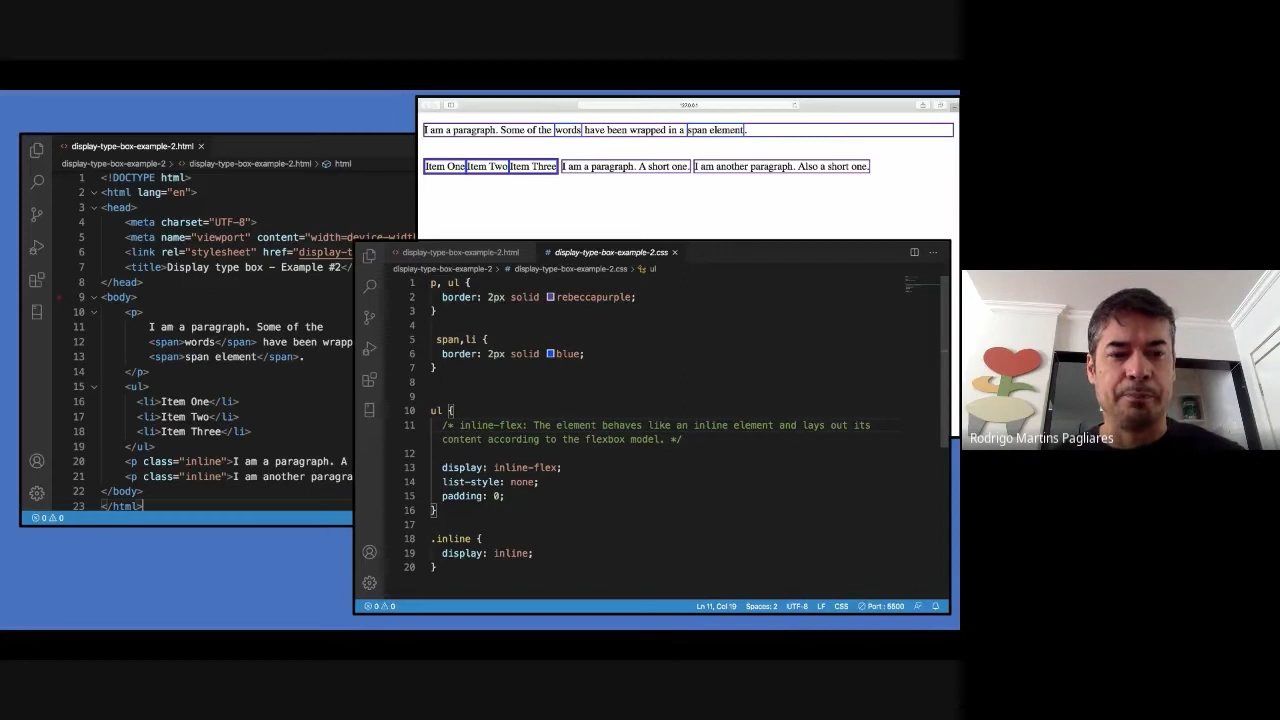 display-type-box-example-2.html
display-type-box-example-2 > display-type-box-example-2.html > html
1 <!DOCTYPE html>
2 <html lang="en">
3 <head>
4 <meta charset="UTF-8">
5 <meta name="viewport" content="width=device-width
6 <link rel="stylesheet" href="display-t
7 <title>Display type box - Example #2</
8 </head>
9 <body>
10 <p>
11 I am a paragraph. Some of the
12 <span>words</span> have been wrapp
13 <span>span element</span>.
14 </p>
15 <ul>
16 <li>Item One</li>
17 <li>Item Two</li>
18 <li>Item Three</li>
19 </ul>
20 <p class="inline">I am a paragraph. A
21 <p class="inline">I am another paragra
22 </body>
23 </html>
0 0
127.0.0.1
I am a paragraph. Some of the words have been wrapped in a span element.
Item One Item Two Item Three I am a paragraph. A short one. I am another paragraph. Also a short one.
display-type-box-example-2.html display-type-box-example-2.css
display-type-box-example-2 > # display-type-box-example-2.css > ul
1 p, ul {
2 border: 2px solid rebeccapurple;
3 }
4
5 span,li {
6 border: 2px solid blue;
7 }
8
9
10 ul {
11 /* inline-flex: The element behaves like an inline element and lays out its
content according to the flexbox model. */
12
13 display: inline-flex;
14 list-style: none;
15 padding: 0;
16 }
17
18 .inline {
19 display: inline;
20 }
0 0 Ln 11, Col 19 Spaces: 2 UTF-8 LF CSS Port : 5500
Rodrigo Martins Pagliares